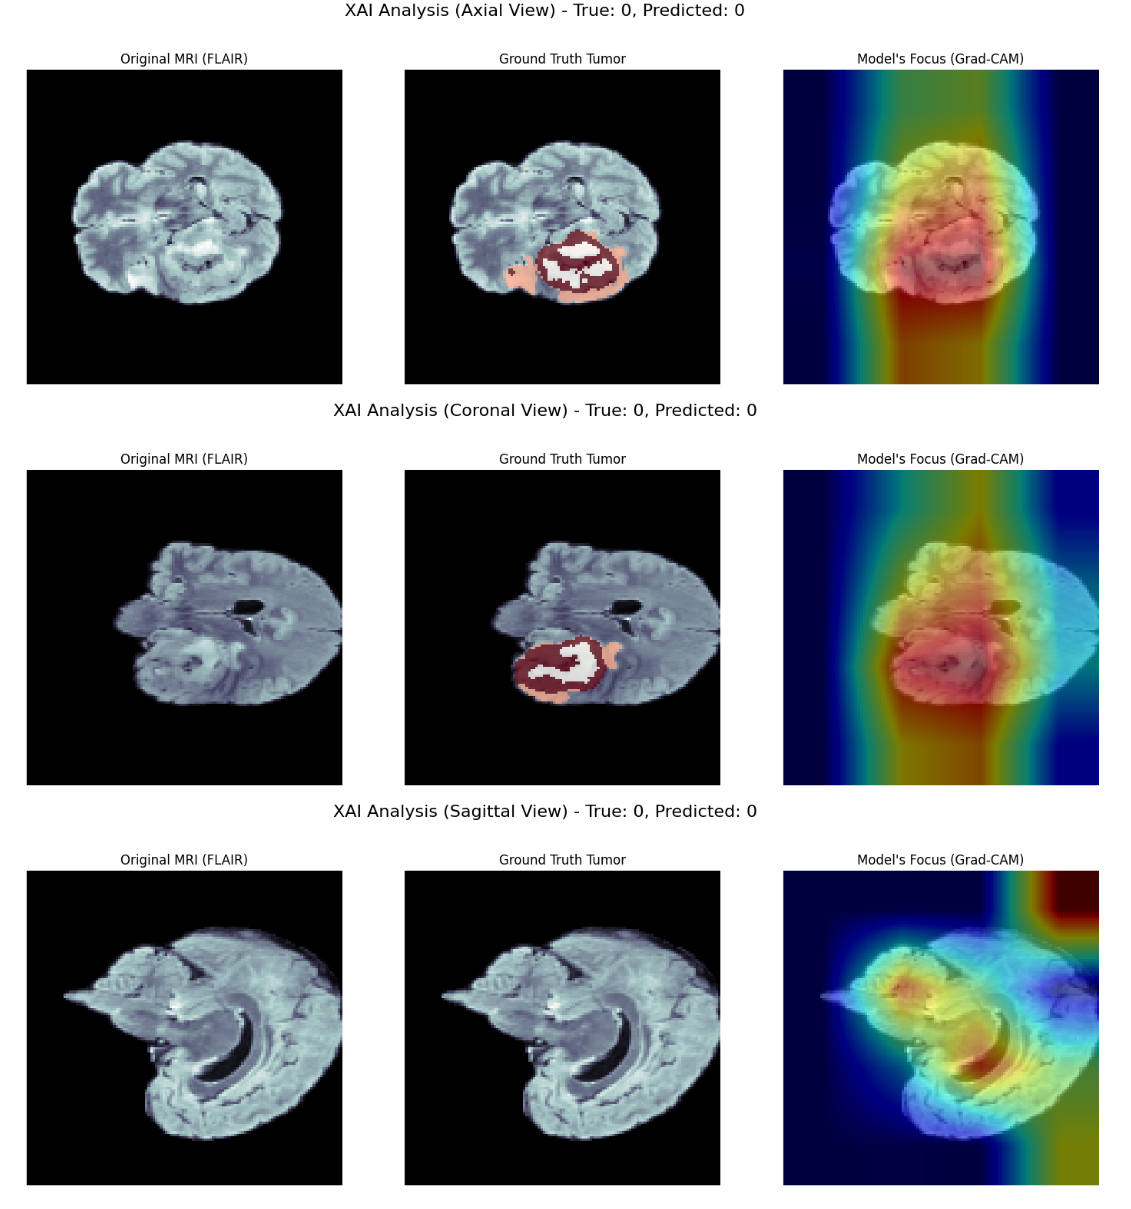 XAI Analysis (Axial View) - True: 0, Predicted: 0
Original MRI (FLAIR)
Ground Truth Tumor
Model's Focus (Grad-CAM)
XAI Analysis (Coronal View) - True: 0, Predicted: 0
Original MRI (FLAIR)
Ground Truth Tumor
Model's Focus (Grad-CAM)
XAI Analysis (Sagittal View) - True: 0, Predicted: 0
Original MRI (FLAIR)
Ground Truth Tumor
Model's Focus (Grad-CAM)